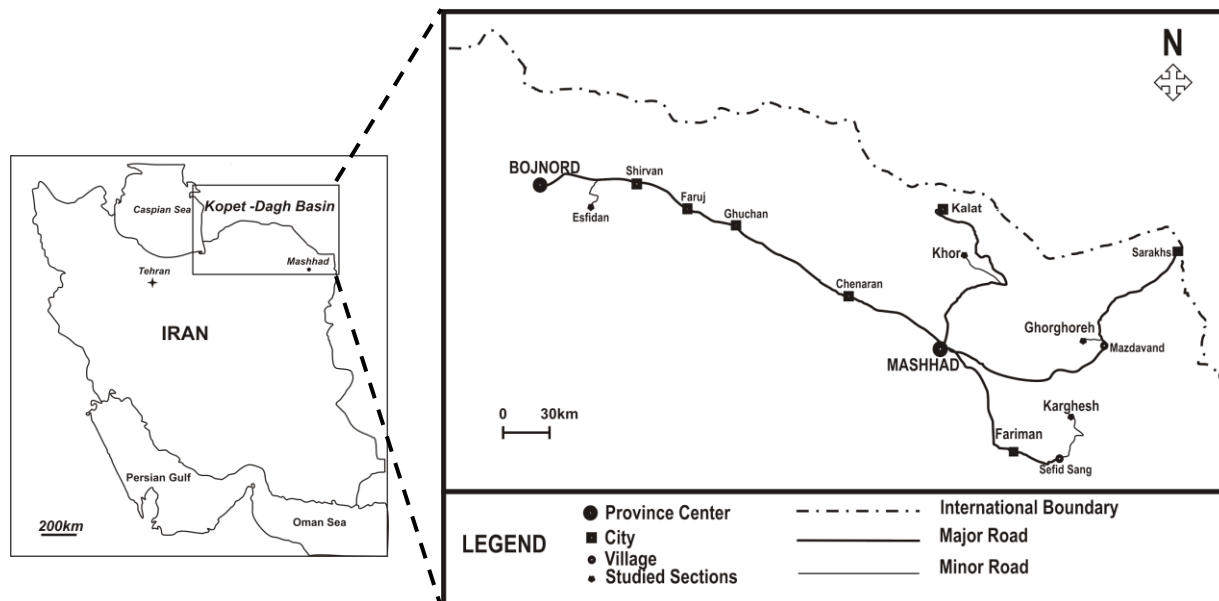 Caspian Sea
Kopet -Dagh Basin
Mashhad
Tehran
IRAN
Persian Gulf
Oman Sea
200km
N
BOJNORD
Shirvan
Esfidan
Faruj
Ghuchan
Kalat
Khor
Sarakhs
Chenaran
Ghorghoreh
Mazdavand
MASHHAD
0 30km
Karghesh
Fariman
Sefid Sang
LEGEND
Province Center
City
Village
Studied Sections
International Boundary
Major Road
Minor Road